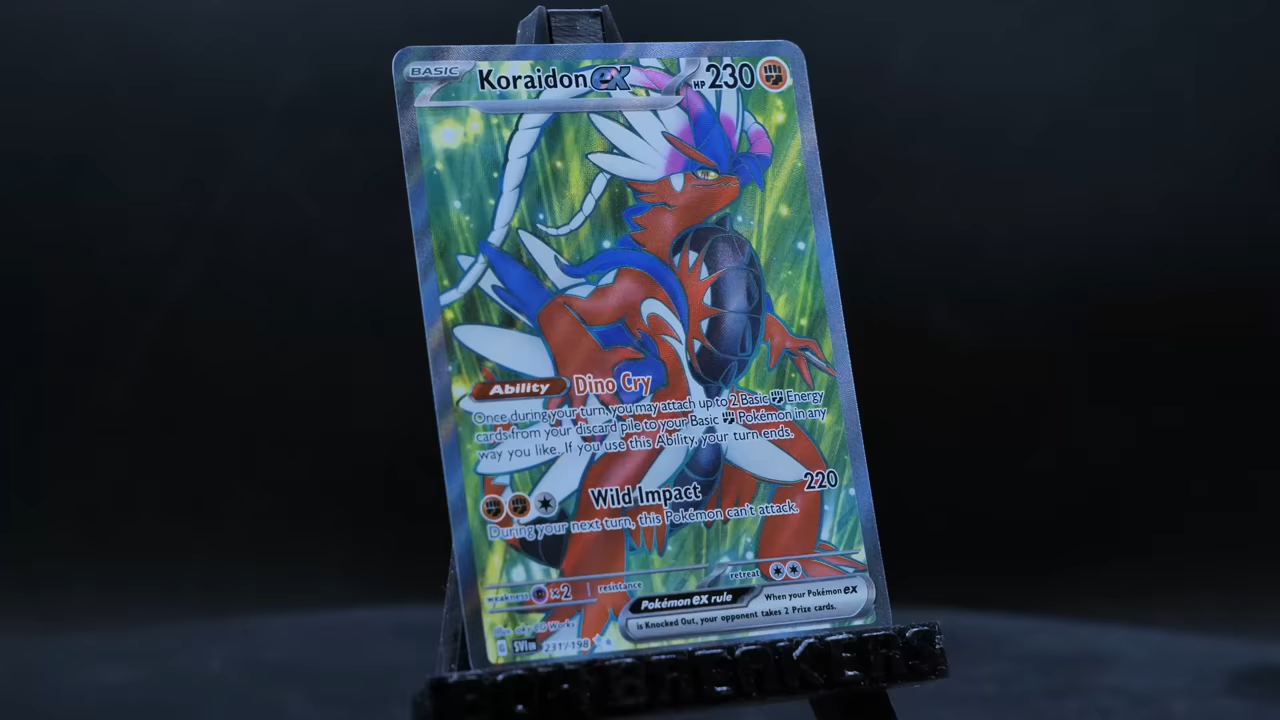 BASIC Koraidon ex HP 230
Ability Dino Cry
Once during your turn, you may attach up to 2 Basic Energy
cards from your discard pile to your Basic Pokémon in any
way you like. If you use this Ability, your turn ends.
Wild Impact 220
During your next turn, this Pokémon can't attack.
weakness ×2 resistance retreat
Pokémon ex rule When your Pokémon ex
is Knocked Out, your opponent takes 2 Prize cards.
Illus. Works
G SVI EN 231/198
BREAKERS